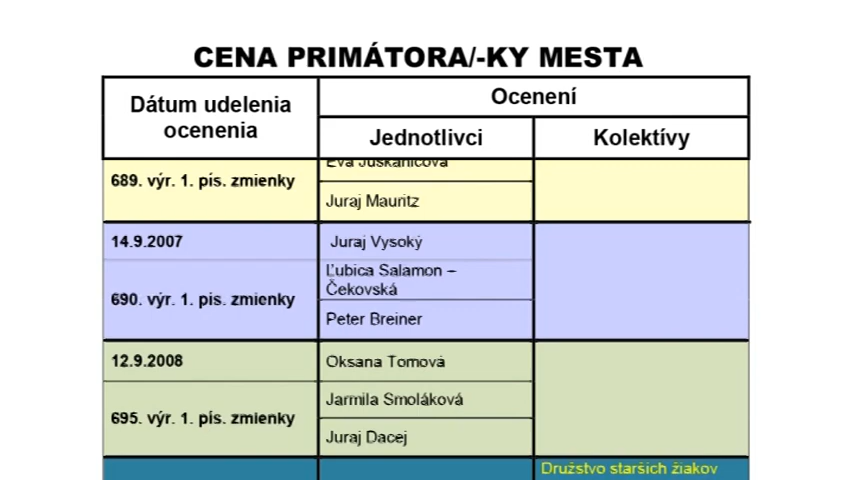 CENA PRIMÁTORA/-KY MESTA
Dátum udelenia
ocenenia
Ocenení
Jednotlivci
Kolektívy
689. výr. 1. pís. zmienky
Eva Juskaničová
Juraj Mauritz
14.9.2007
Juraj Vysoký
690. výr. 1. pís. zmienky
Ľubica Salamon –
Čekovská
Peter Breiner
12.9.2008
Oksana Tomová
695. výr. 1. pís. zmienky
Jarmila Smoláková
Juraj Dacej
Družstvo starších žiakov